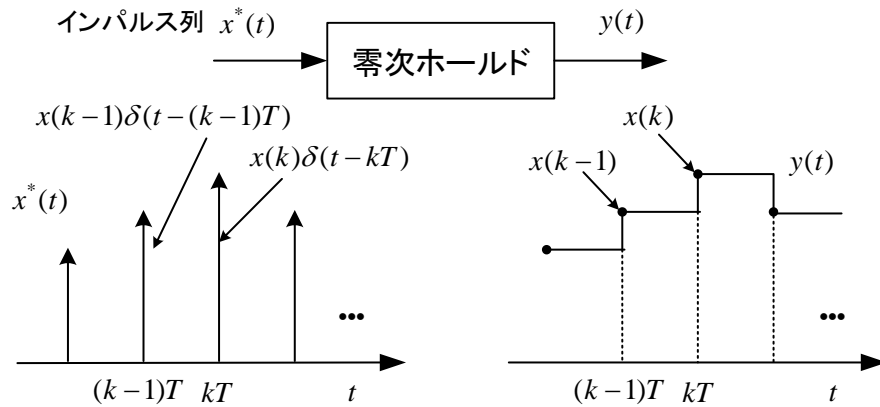 インパルス列 x*(t)
零次ホールド
y(t)
x(k−1)δ(t−(k−1)T)
x(k)δ(t−kT)
x*(t)
•••
(k−1)T kT t
x(k)
x(k−1)
y(t)
•••
(k−1)T kT t